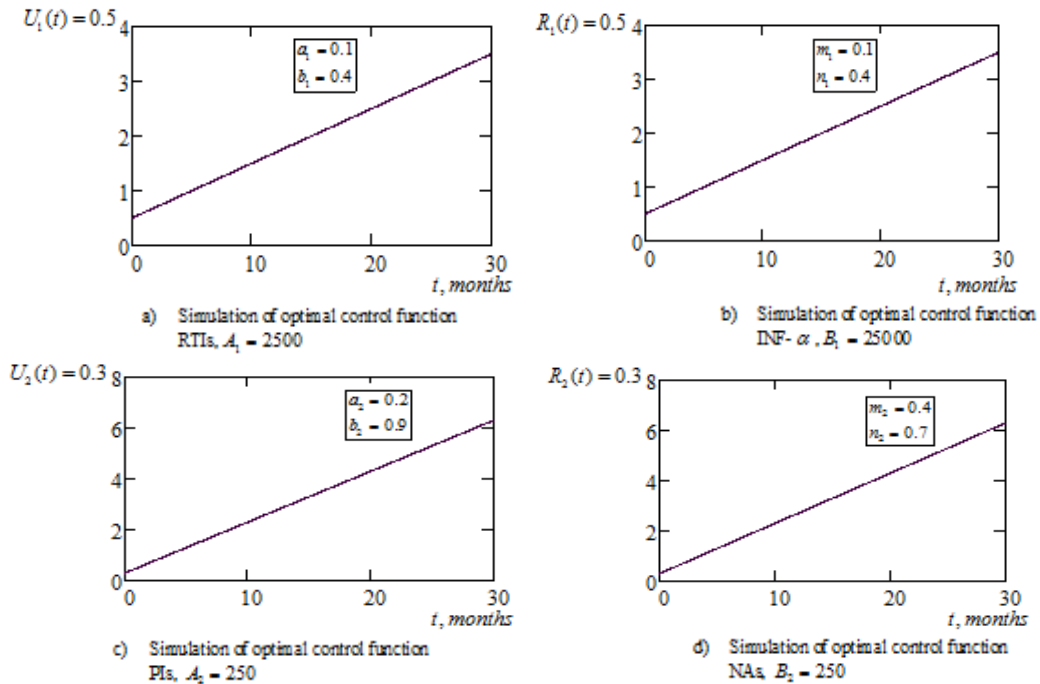 U₁(t) = 0.5
4
3
2
1
0
a₁ = 0.1
b₁ = 0.4
0 10 20 30
t, months
a) Simulation of optimal control function
RTIs, A₁ = 2500
R₁(t) = 0.5
4
3
2
1
0
m₁ = 0.1
n₁ = 0.4
0 10 20 30
t, months
b) Simulation of optimal control function
INF- α , B₁ = 25000
U₂(t) = 0.3
8
6
4
2
0
a₂ = 0.2
b₂ = 0.9
0 10 20 30
t, months
c) Simulation of optimal control function
PIs, A₂ = 250
R₂(t) = 0.3
8
6
4
2
0
m₂ = 0.4
n₂ = 0.7
0 10 20 30
t, months
d) Simulation of optimal control function
NAs, B₂ = 250